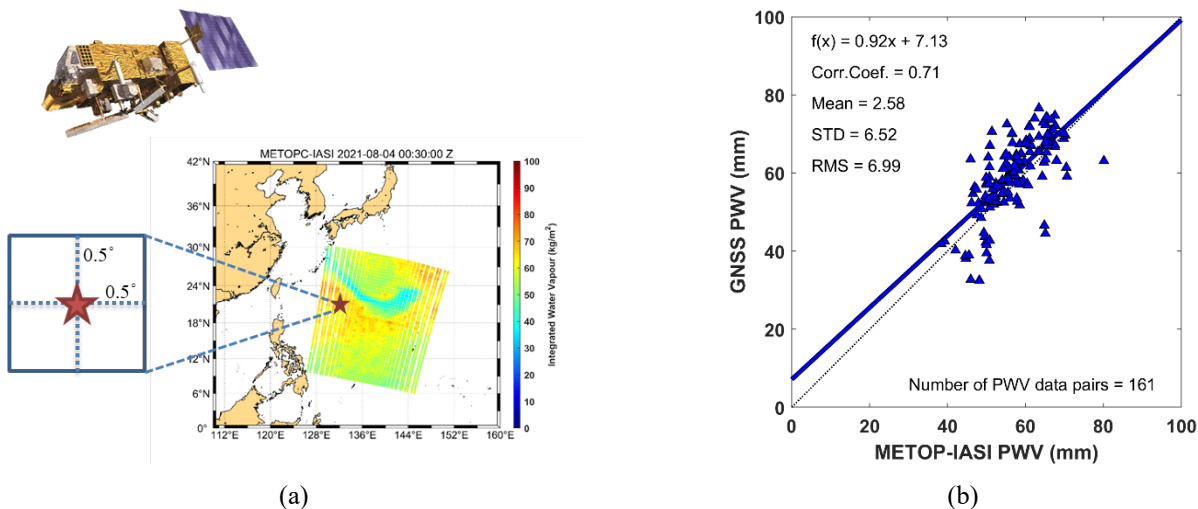 METOPC-IASI 2021-08-04 00:30:00 Z
42°N
36°N
30°N
24°N
18°N
12°N
6°N
0°
112°E
120°E
128°E
136°E
144°E
152°E
160°E
100
90
80
70
60
50
40
30
20
10
0
Integrated Water Vapour (kg/m²)
0.5°
0.5°
(a)
f(x) = 0.92x + 7.13
Corr.Coef. = 0.71
Mean = 2.58
STD = 6.52
RMS = 6.99
Number of PWV data pairs = 161
GNSS PWV (mm)
100
80
60
40
20
0
0
20
40
60
80
100
METOP-IASI PWV (mm)
(b)